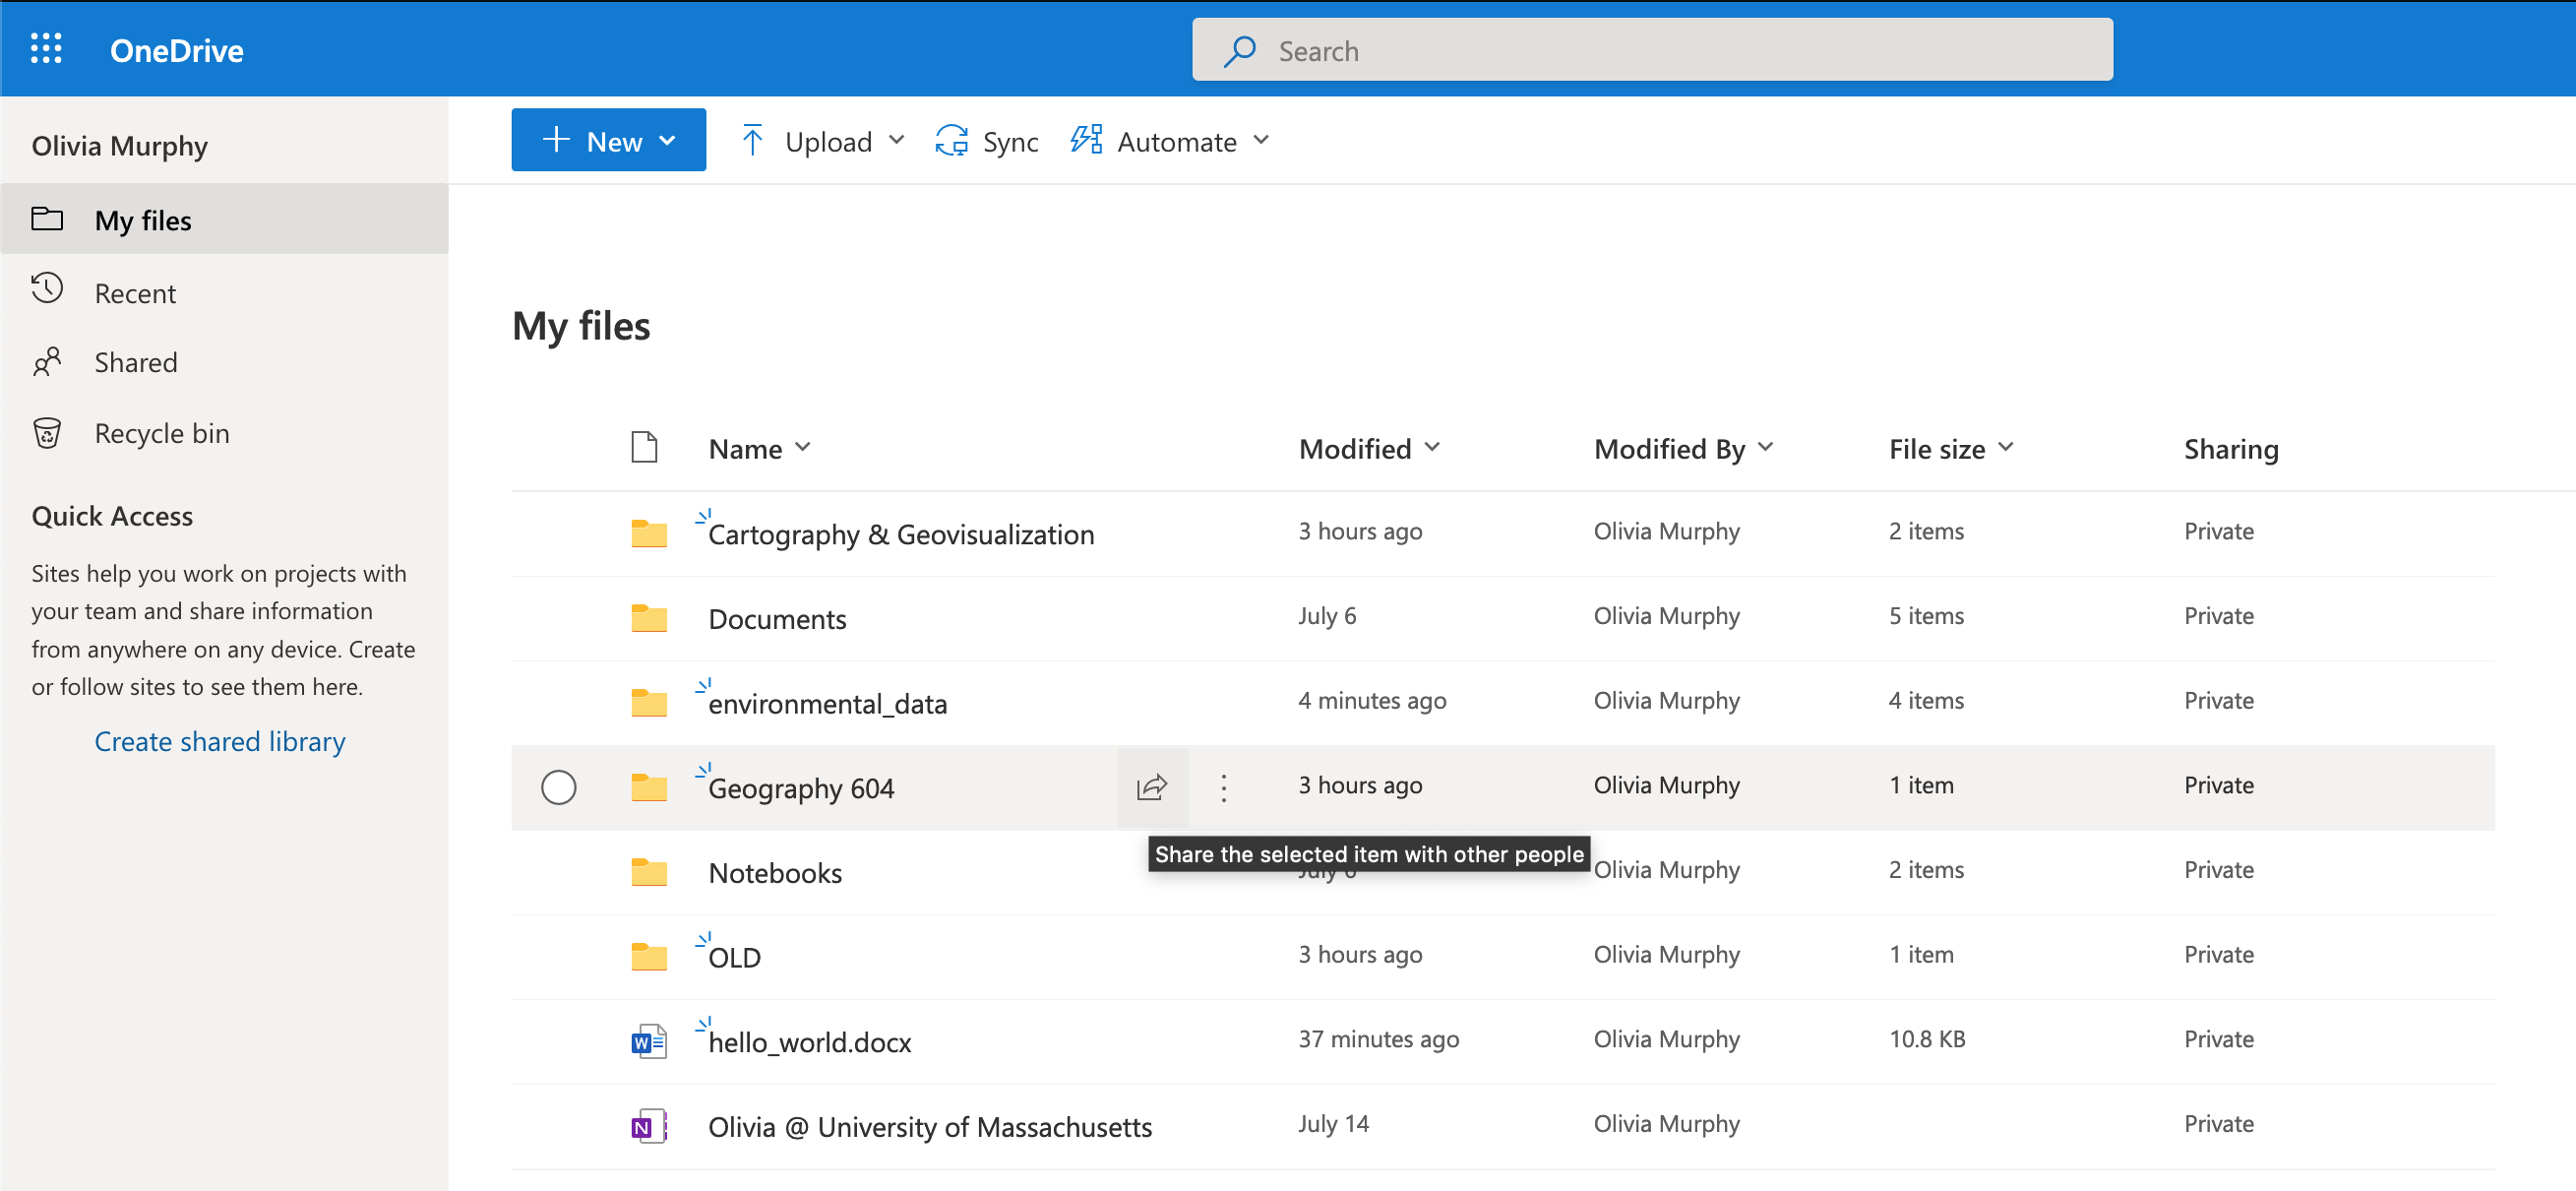 OneDrive
Search
Olivia Murphy
My files
Recent
Shared
Recycle bin
Quick Access
Sites help you work on projects with
your team and share information
from anywhere on any device. Create
or follow sites to see them here.
Create shared library
New Upload Sync Automate
My files
Name Modified Modified By File size Sharing
Cartography & Geovisualization 3 hours ago Olivia Murphy 2 items Private
Documents July 6 Olivia Murphy 5 items Private
environmental_data 4 minutes ago Olivia Murphy 4 items Private
Geography 604 3 hours ago Olivia Murphy 1 item Private
Share the selected item with other people
Notebooks July 6 Olivia Murphy 2 items Private
OLD 3 hours ago Olivia Murphy 1 item Private
W hello_world.docx 37 minutes ago Olivia Murphy 10.8 KB Private
N Olivia @ University of Massachusetts July 14 Olivia Murphy Private